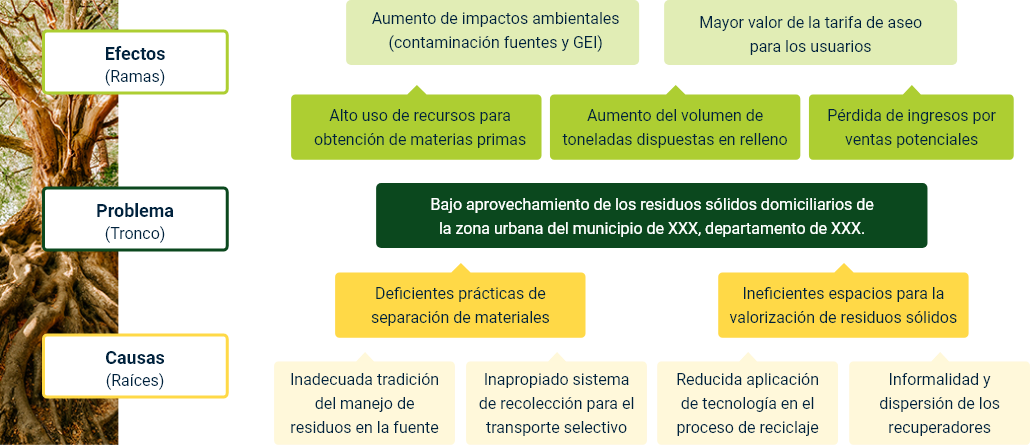 Aumento de impactos ambientales
(contaminación fuentes y GEI)
Mayor valor de la tarifa de aseo
para los usuarios
Efectos
(Ramas)
Alto uso de recursos para
obtención de materias primas
Aumento del volumen de
toneladas dispuestas en relleno
Pérdida de ingresos por
ventas potenciales
Problema
(Tronco)
Bajo aprovechamiento de los residuos sólidos domiciliarios de
la zona urbana del municipio de XXX, departamento de XXX.
Deficientes prácticas de
separación de materiales
Ineficientes espacios para la
valorización de residuos sólidos
Causas
(Raíces)
Inadecuada tradición
del manejo de
residuos en la fuente
Inapropiado sistema
de recolección para el
transporte selectivo
Reducida aplicación
de tecnología en el
proceso de reciclaje
Informalidad y
dispersión de los
recuperadores